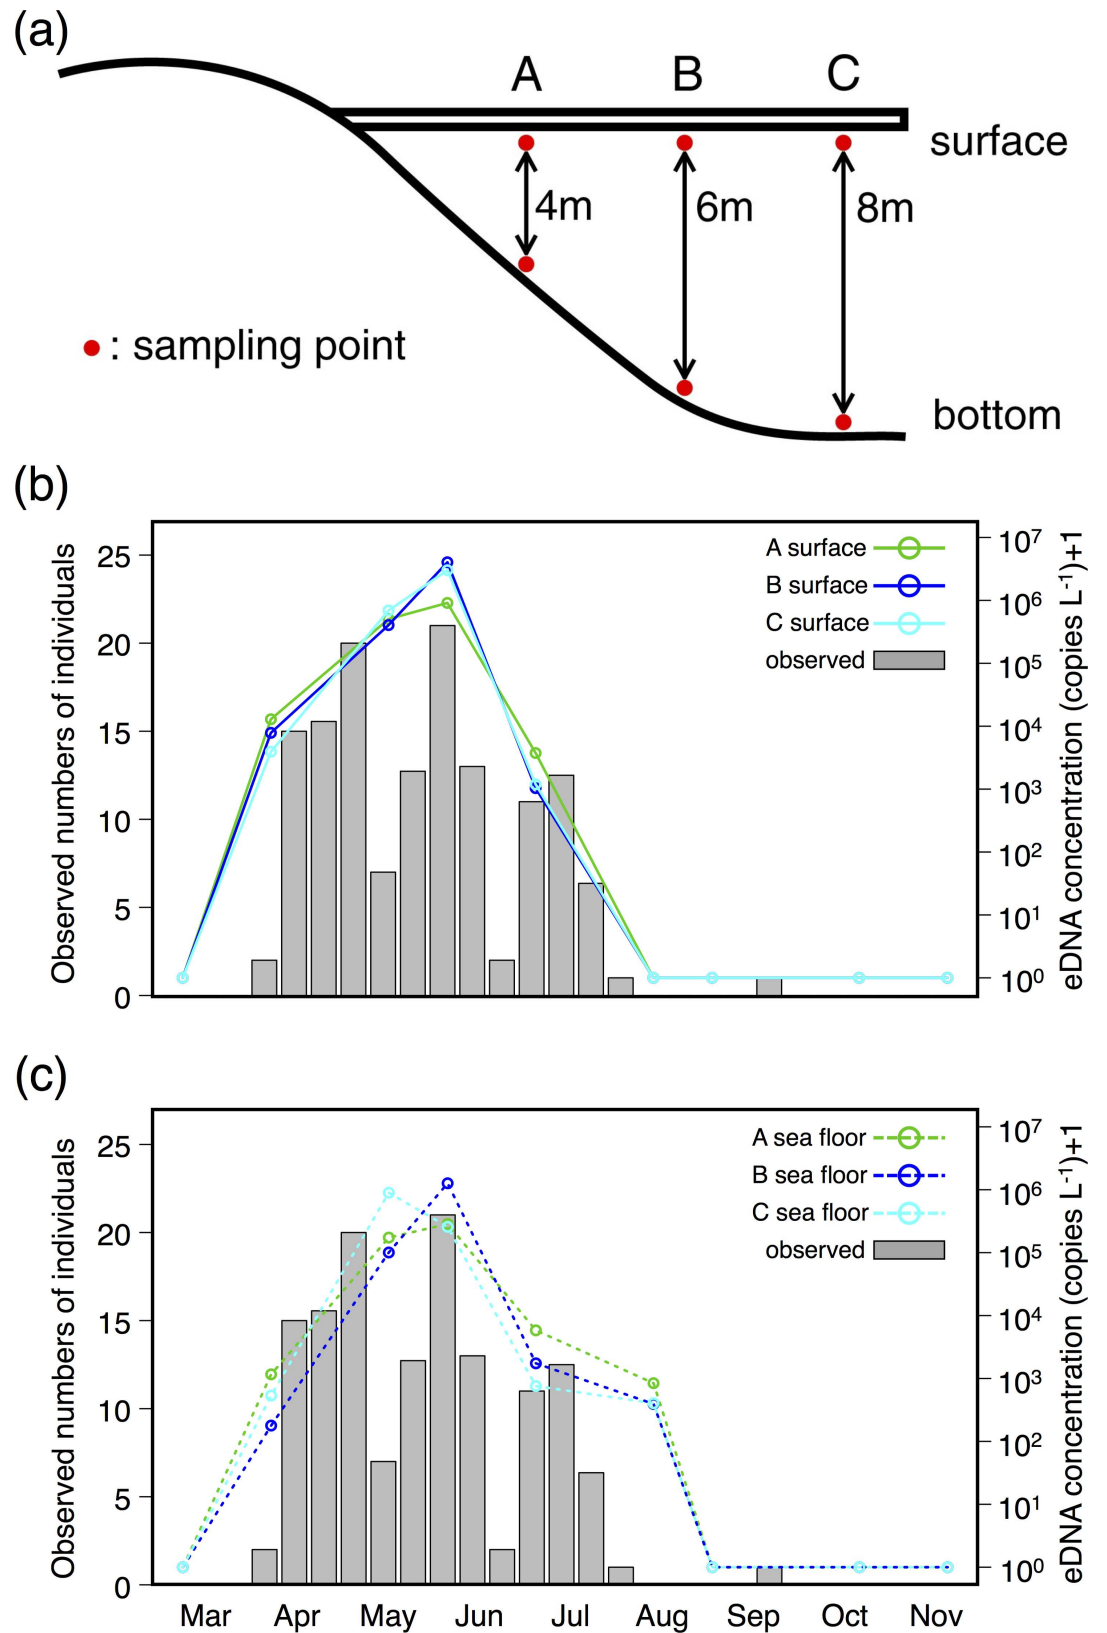 (a)
A B C
surface
4m 6m 8m
: sampling point
bottom
(b)
Observed numbers of individuals
25
20
15
10
5
0
A surface
B surface
C surface
observed
10⁷
10⁶
10⁵
10⁴
10³
10²
10¹
10⁰
eDNA concentration (copies L⁻¹)+1
(c)
Observed numbers of individuals
25
20
15
10
5
0
A sea floor
B sea floor
C sea floor
observed
10⁷
10⁶
10⁵
10⁴
10³
10²
10¹
10⁰
eDNA concentration (copies L⁻¹)+1
Mar Apr May Jun Jul Aug Sep Oct Nov